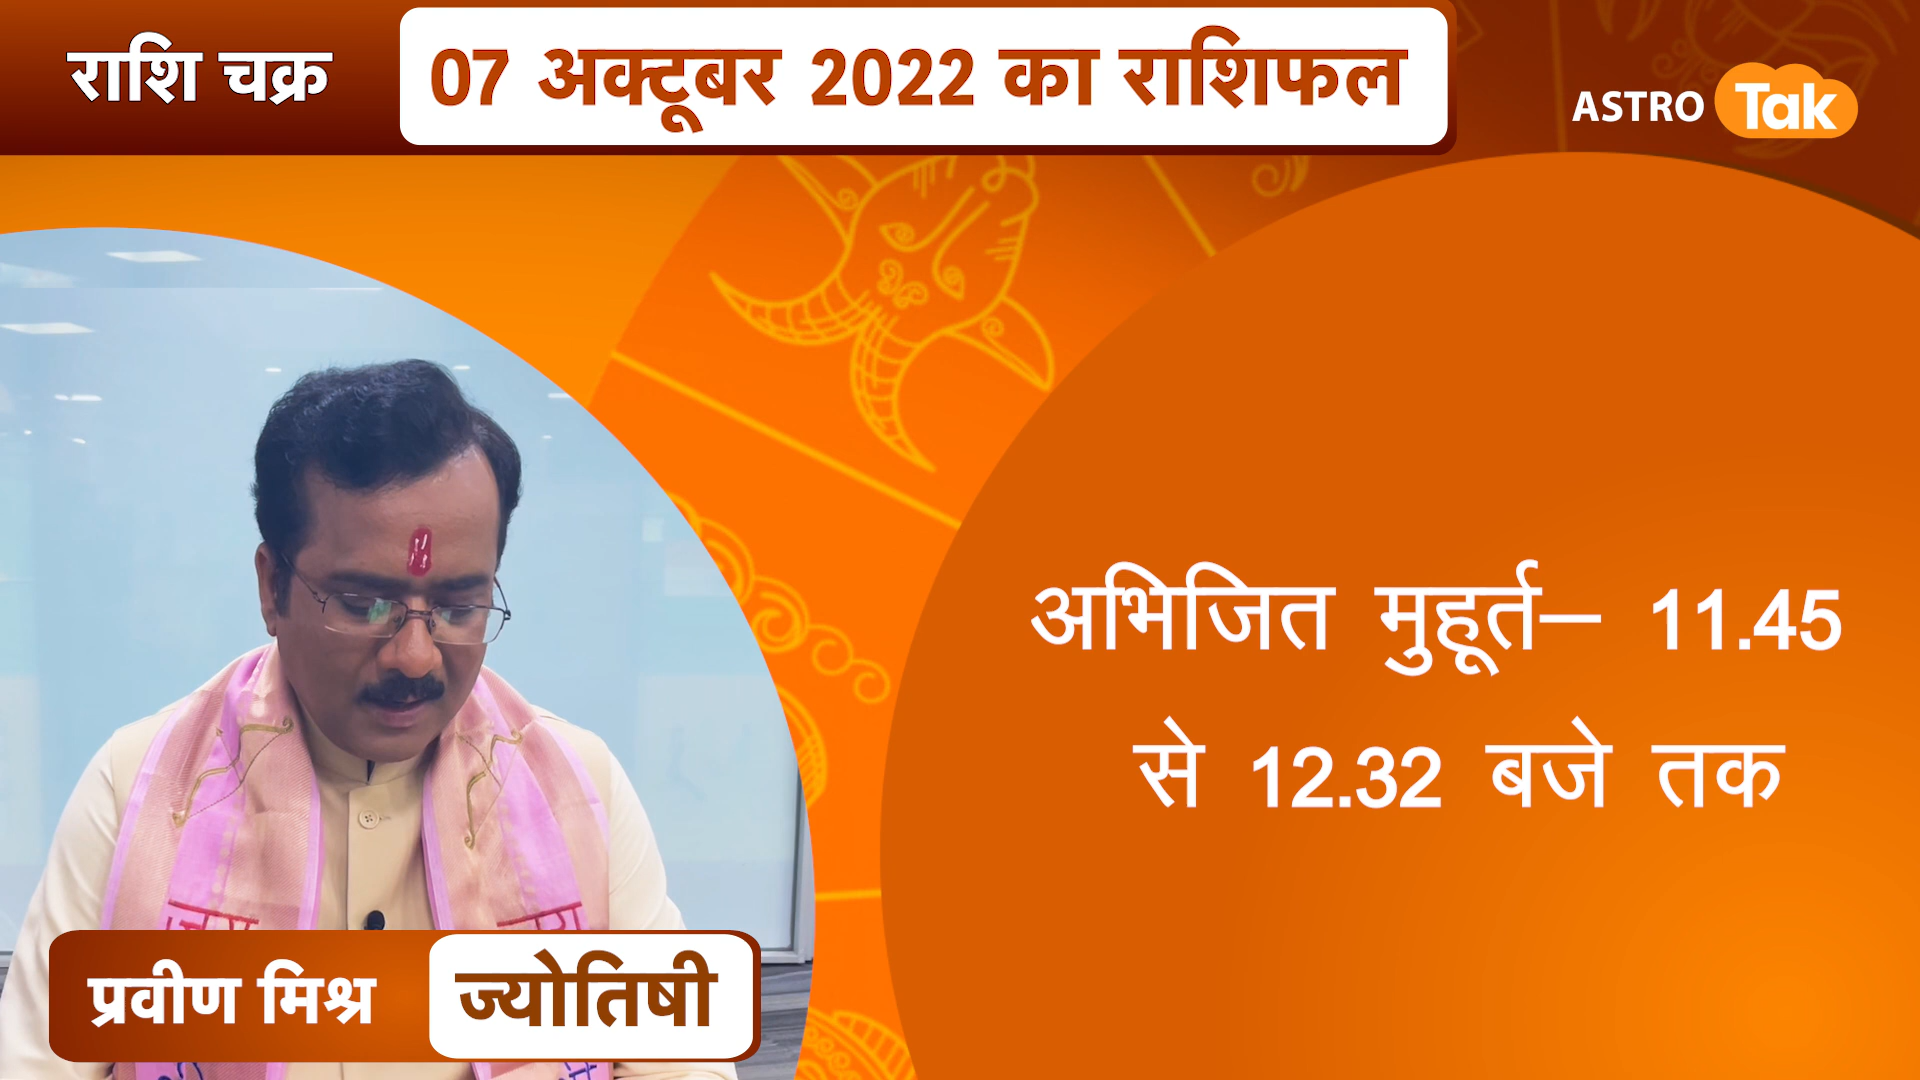 राशि चक्र
07 अक्टूबर 2022 का राशिफल
ASTRO Tak
अभिजित मुहूर्त– 11.45
से 12.32 बजे तक
प्रवीण मिश्र
ज्योतिषी